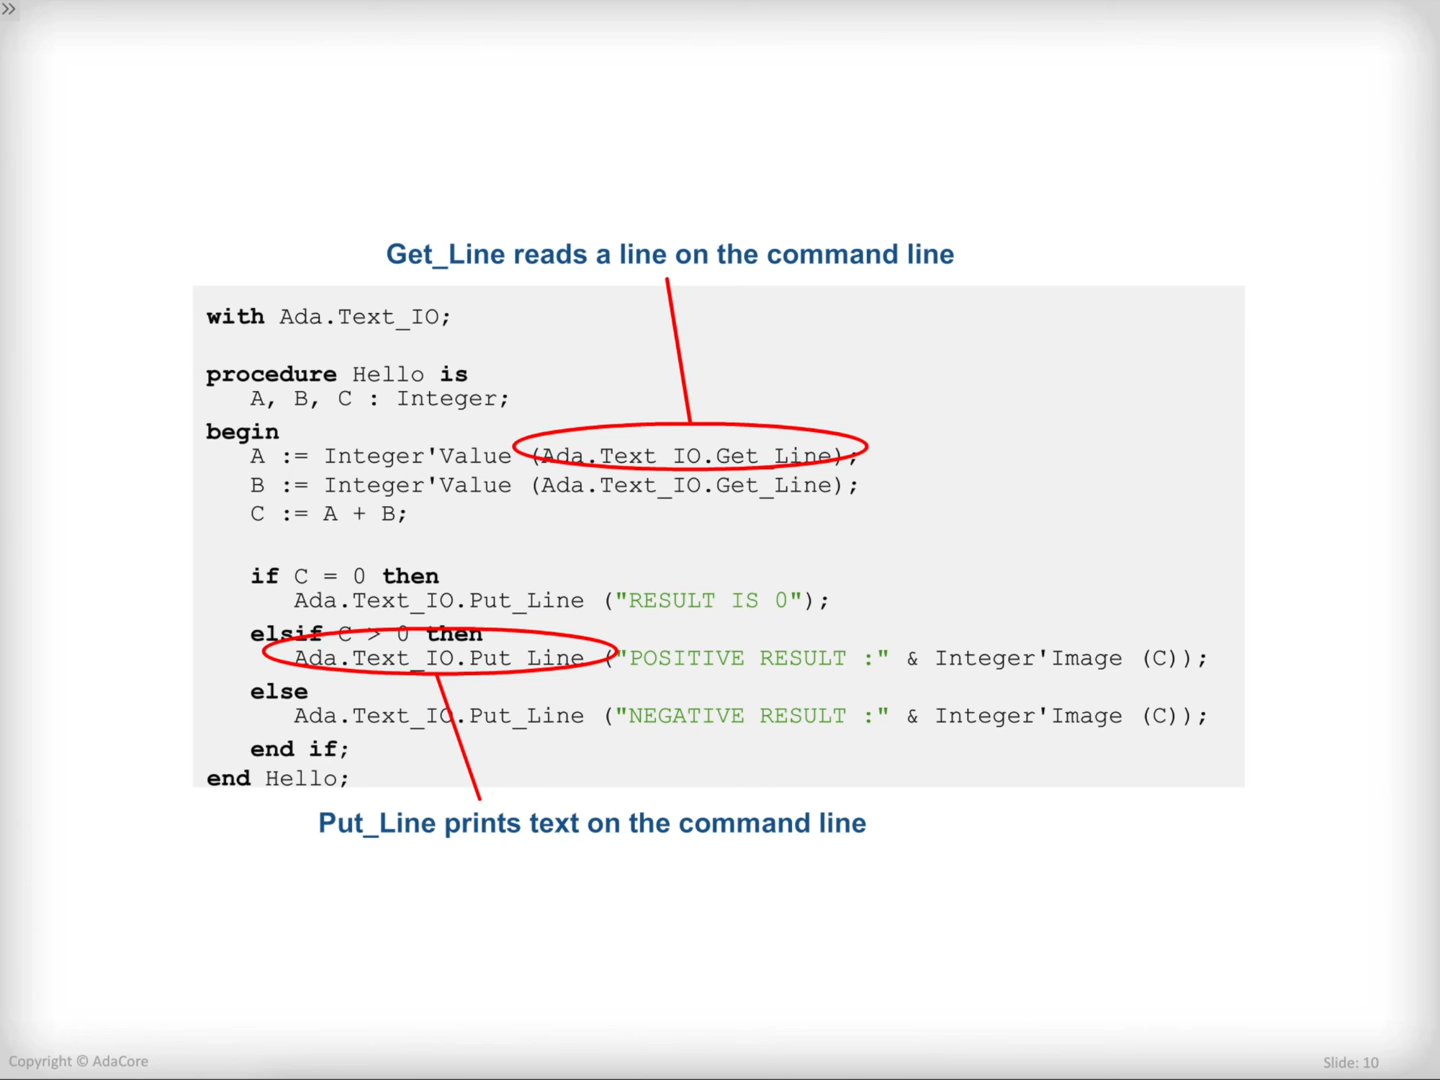 »
Get_Line reads a line on the command line
with Ada.Text_IO;
procedure Hello is
A, B, C : Integer;
begin
A := Integer'Value (Ada.Text_IO.Get_Line);
B := Integer'Value (Ada.Text_IO.Get_Line);
C := A + B;
if C = 0 then
Ada.Text_IO.Put_Line ("RESULT IS 0");
elsif C > 0 then
Ada.Text_IO.Put_Line ("POSITIVE RESULT :" & Integer'Image (C));
else
Ada.Text_IO.Put_Line ("NEGATIVE RESULT :" & Integer'Image (C));
end if;
end Hello;
Put_Line prints text on the command line
Copyright © AdaCore
Slide: 10